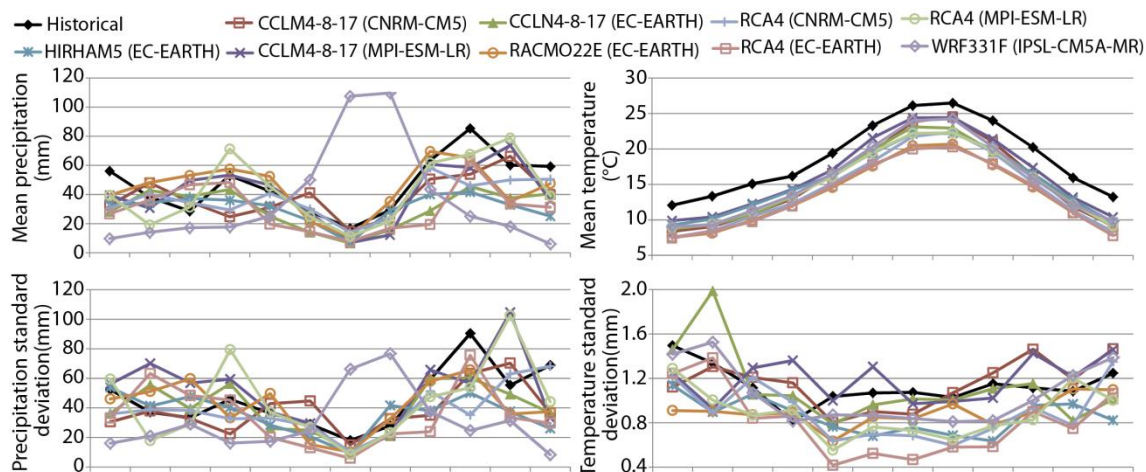 Historical
CCLM4-8-17 (CNRM-CM5)
CCLN4-8-17 (EC-EARTH)
RCA4 (CNRM-CM5)
RCA4 (MPI-ESM-LR)
HIRHAM5 (EC-EARTH)
CCLM4-8-17 (MPI-ESM-LR)
RACMO22E (EC-EARTH)
RCA4 (EC-EARTH)
WRF331F (IPSL-CM5A-MR)
Mean precipitation
(mm)
120
100
80
60
40
20
0
Mean temperature
(°C)
30
25
20
15
10
5
Precipitation standard
deviation(mm)
120
100
80
60
40
20
0
Temperature standard
deviation(mm)
2.0
1.6
1.2
0.8
0.4